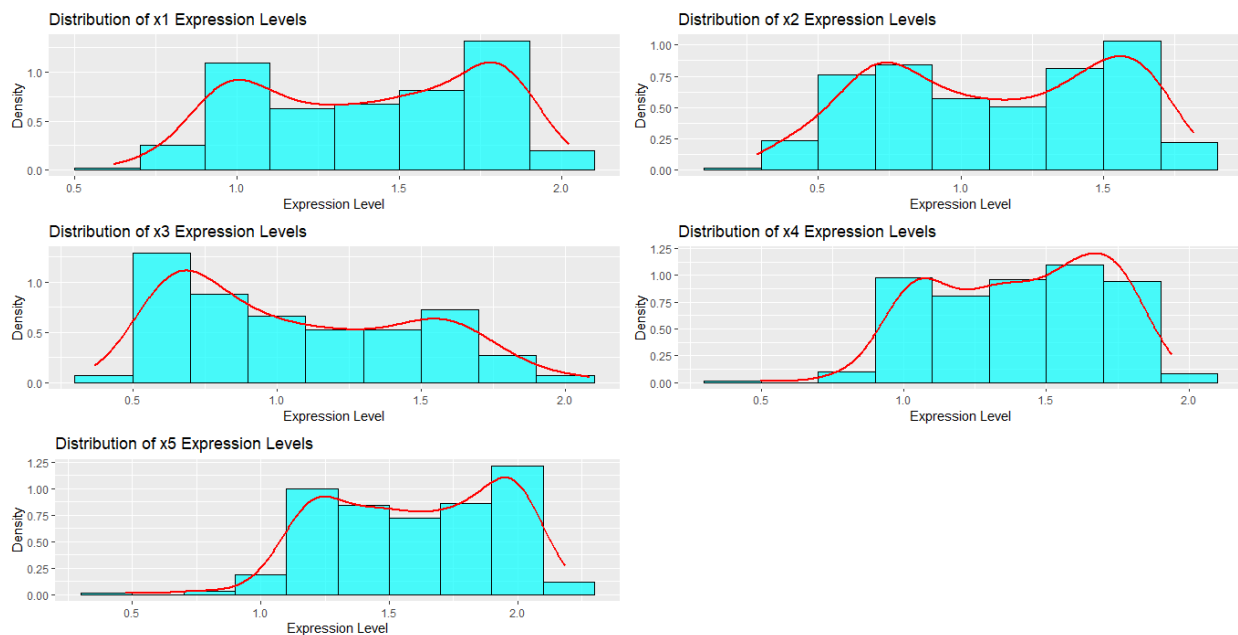 Distribution of x1 Expression Levels
Density
1.0
0.5
0.0
0.5 1.0 1.5 2.0
Expression Level
Distribution of x2 Expression Levels
Density
1.00
0.75
0.50
0.25
0.00
0.5 1.0 1.5
Expression Level
Distribution of x3 Expression Levels
Density
1.0
0.5
0.0
0.5 1.0 1.5 2.0
Expression Level
Distribution of x4 Expression Levels
Density
1.25
1.00
0.75
0.50
0.25
0.00
0.5 1.0 1.5 2.0
Expression Level
Distribution of x5 Expression Levels
Density
1.25
1.00
0.75
0.50
0.25
0.00
0.5 1.0 1.5 2.0
Expression Level